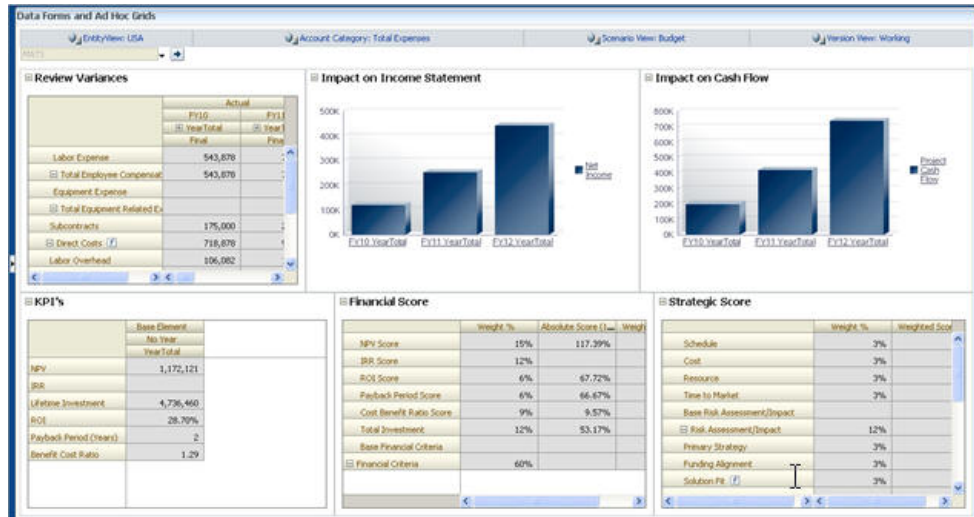 Data Forms and Ad Hoc Grids
EntityView: USA
Account Category: Total Expenses
Scenario View: Budget
Version View: Working
Review Variances
Actual
FY10
YearTotal
Final
Labor Expense 543,878
Total Employee Compensat 543,878
Equipment Expense
Total Equipment Related Ex
Subcontracts 175,000
Direct Costs 718,878
Labor Overhead 106,082
Impact on Income Statement
500K
400K
300K
200K
100K
0K
FY10 YearTotal FY11 YearTotal FY12 YearTotal
Net
Income
Impact on Cash Flow
800K
700K
600K
500K
400K
300K
200K
100K
0K
FY10 YearTotal FY11 YearTotal FY12 YearTotal
Project
Cash
Flow
KPI's
Base Element
No Year
YearTotal
NPV 1,172,121
IRR
Lifetime Investment 4,736,460
ROI 28.70%
Payback Period (Years) 2
Benefit Cost Ratio 1.29
Financial Score
Weight % Absolute Score (1... Weigh
NPV Score 15% 117.39%
IRR Score 12%
ROI Score 6% 67.72%
Payback Period Score 6% 66.67%
Cost Benefit Ratio Score 9% 9.57%
Total Investment 12% 53.17%
Base Financial Criteria
Financial Criteria 60%
Strategic Score
Weight % Weighted Scor
Schedule 3%
Cost 3%
Resource 3%
Time to Market 3%
Base Risk Assessment/Impact
Risk Assessment/Impact 12%
Primary Strategy 3%
Funding Alignment 3%
Solution Fit 3%